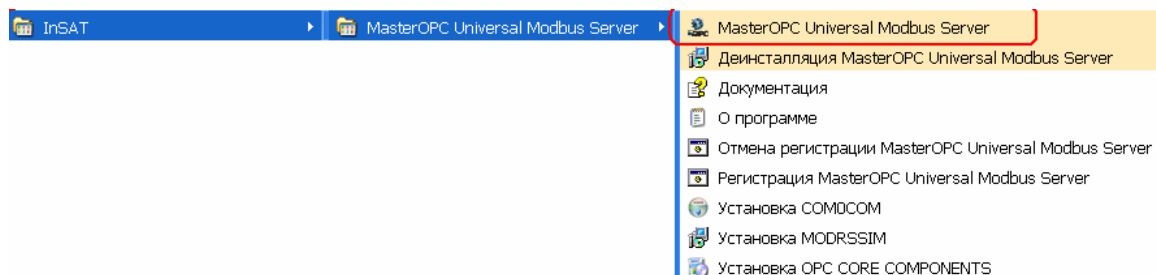 InSAT
MasterOPC Universal Modbus Server
MasterOPC Universal Modbus Server
Деинсталляция MasterOPC Universal Modbus Server
Документация
О программе
Отмена регистрации MasterOPC Universal Modbus Server
Регистрация MasterOPC Universal Modbus Server
Установка COM0COM
Установка MODRSSIM
Установка OPC CORE COMPONENTS